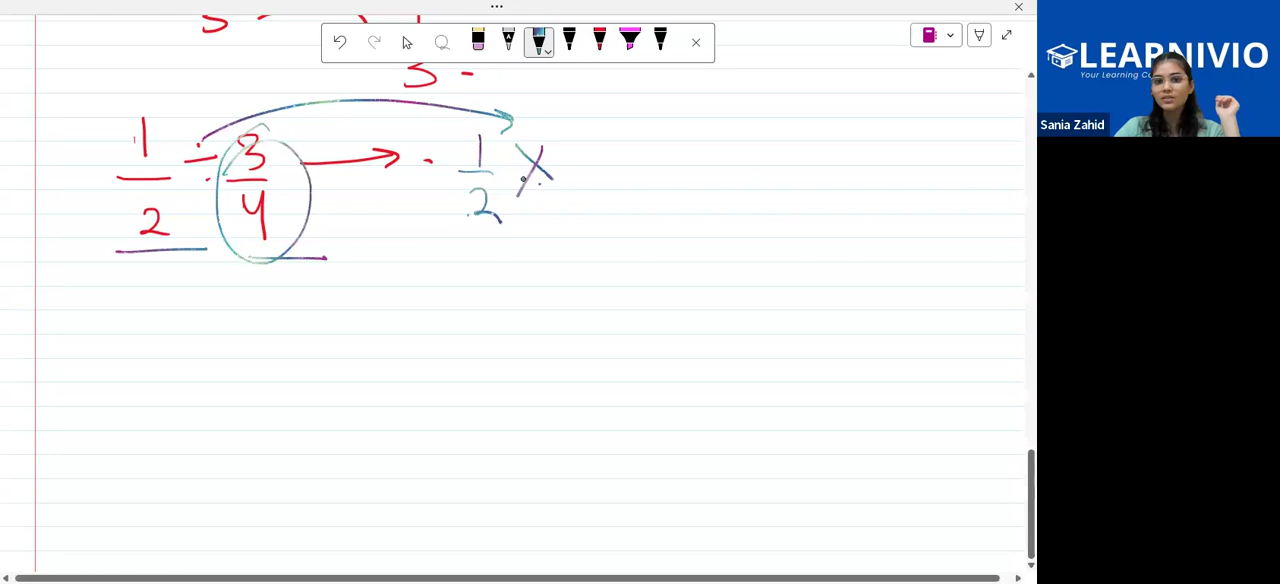 LEARNIVIO
Your Learning
Sania Zahid
3 -
1/2 ÷ 3/4 → 1/2 ×